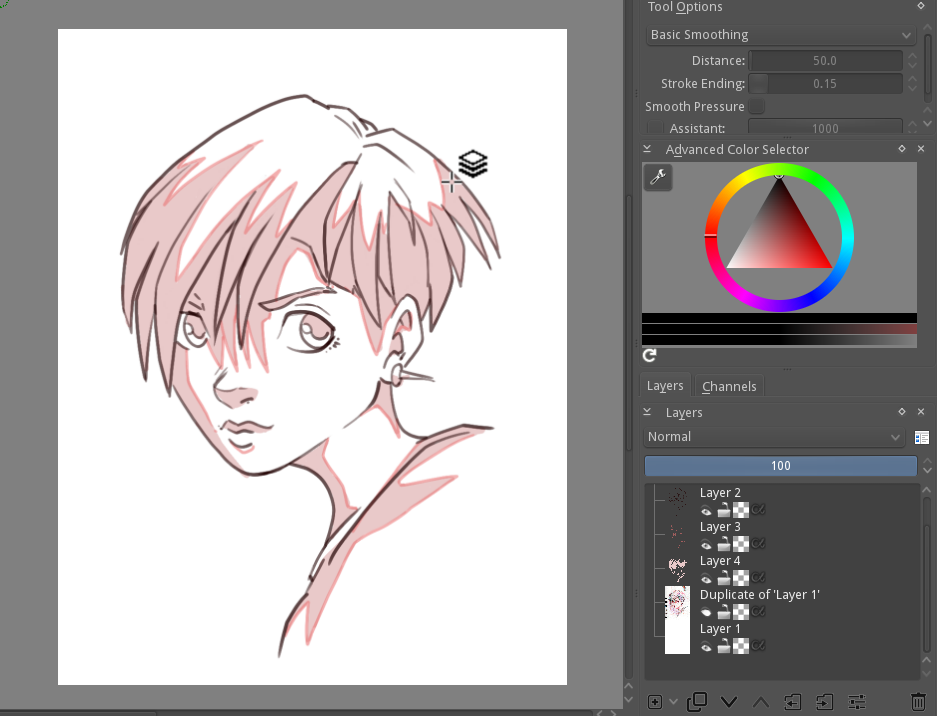 Tool Options
Basic Smoothing
Distance: 50.0
Stroke Ending: 0.15
Smooth Pressure
Assistant: 1000
Advanced Color Selector
Layers Channels
Layers
Normal
100
Layer 2
Layer 3
Layer 4
Duplicate of 'Layer 1'
Layer 1